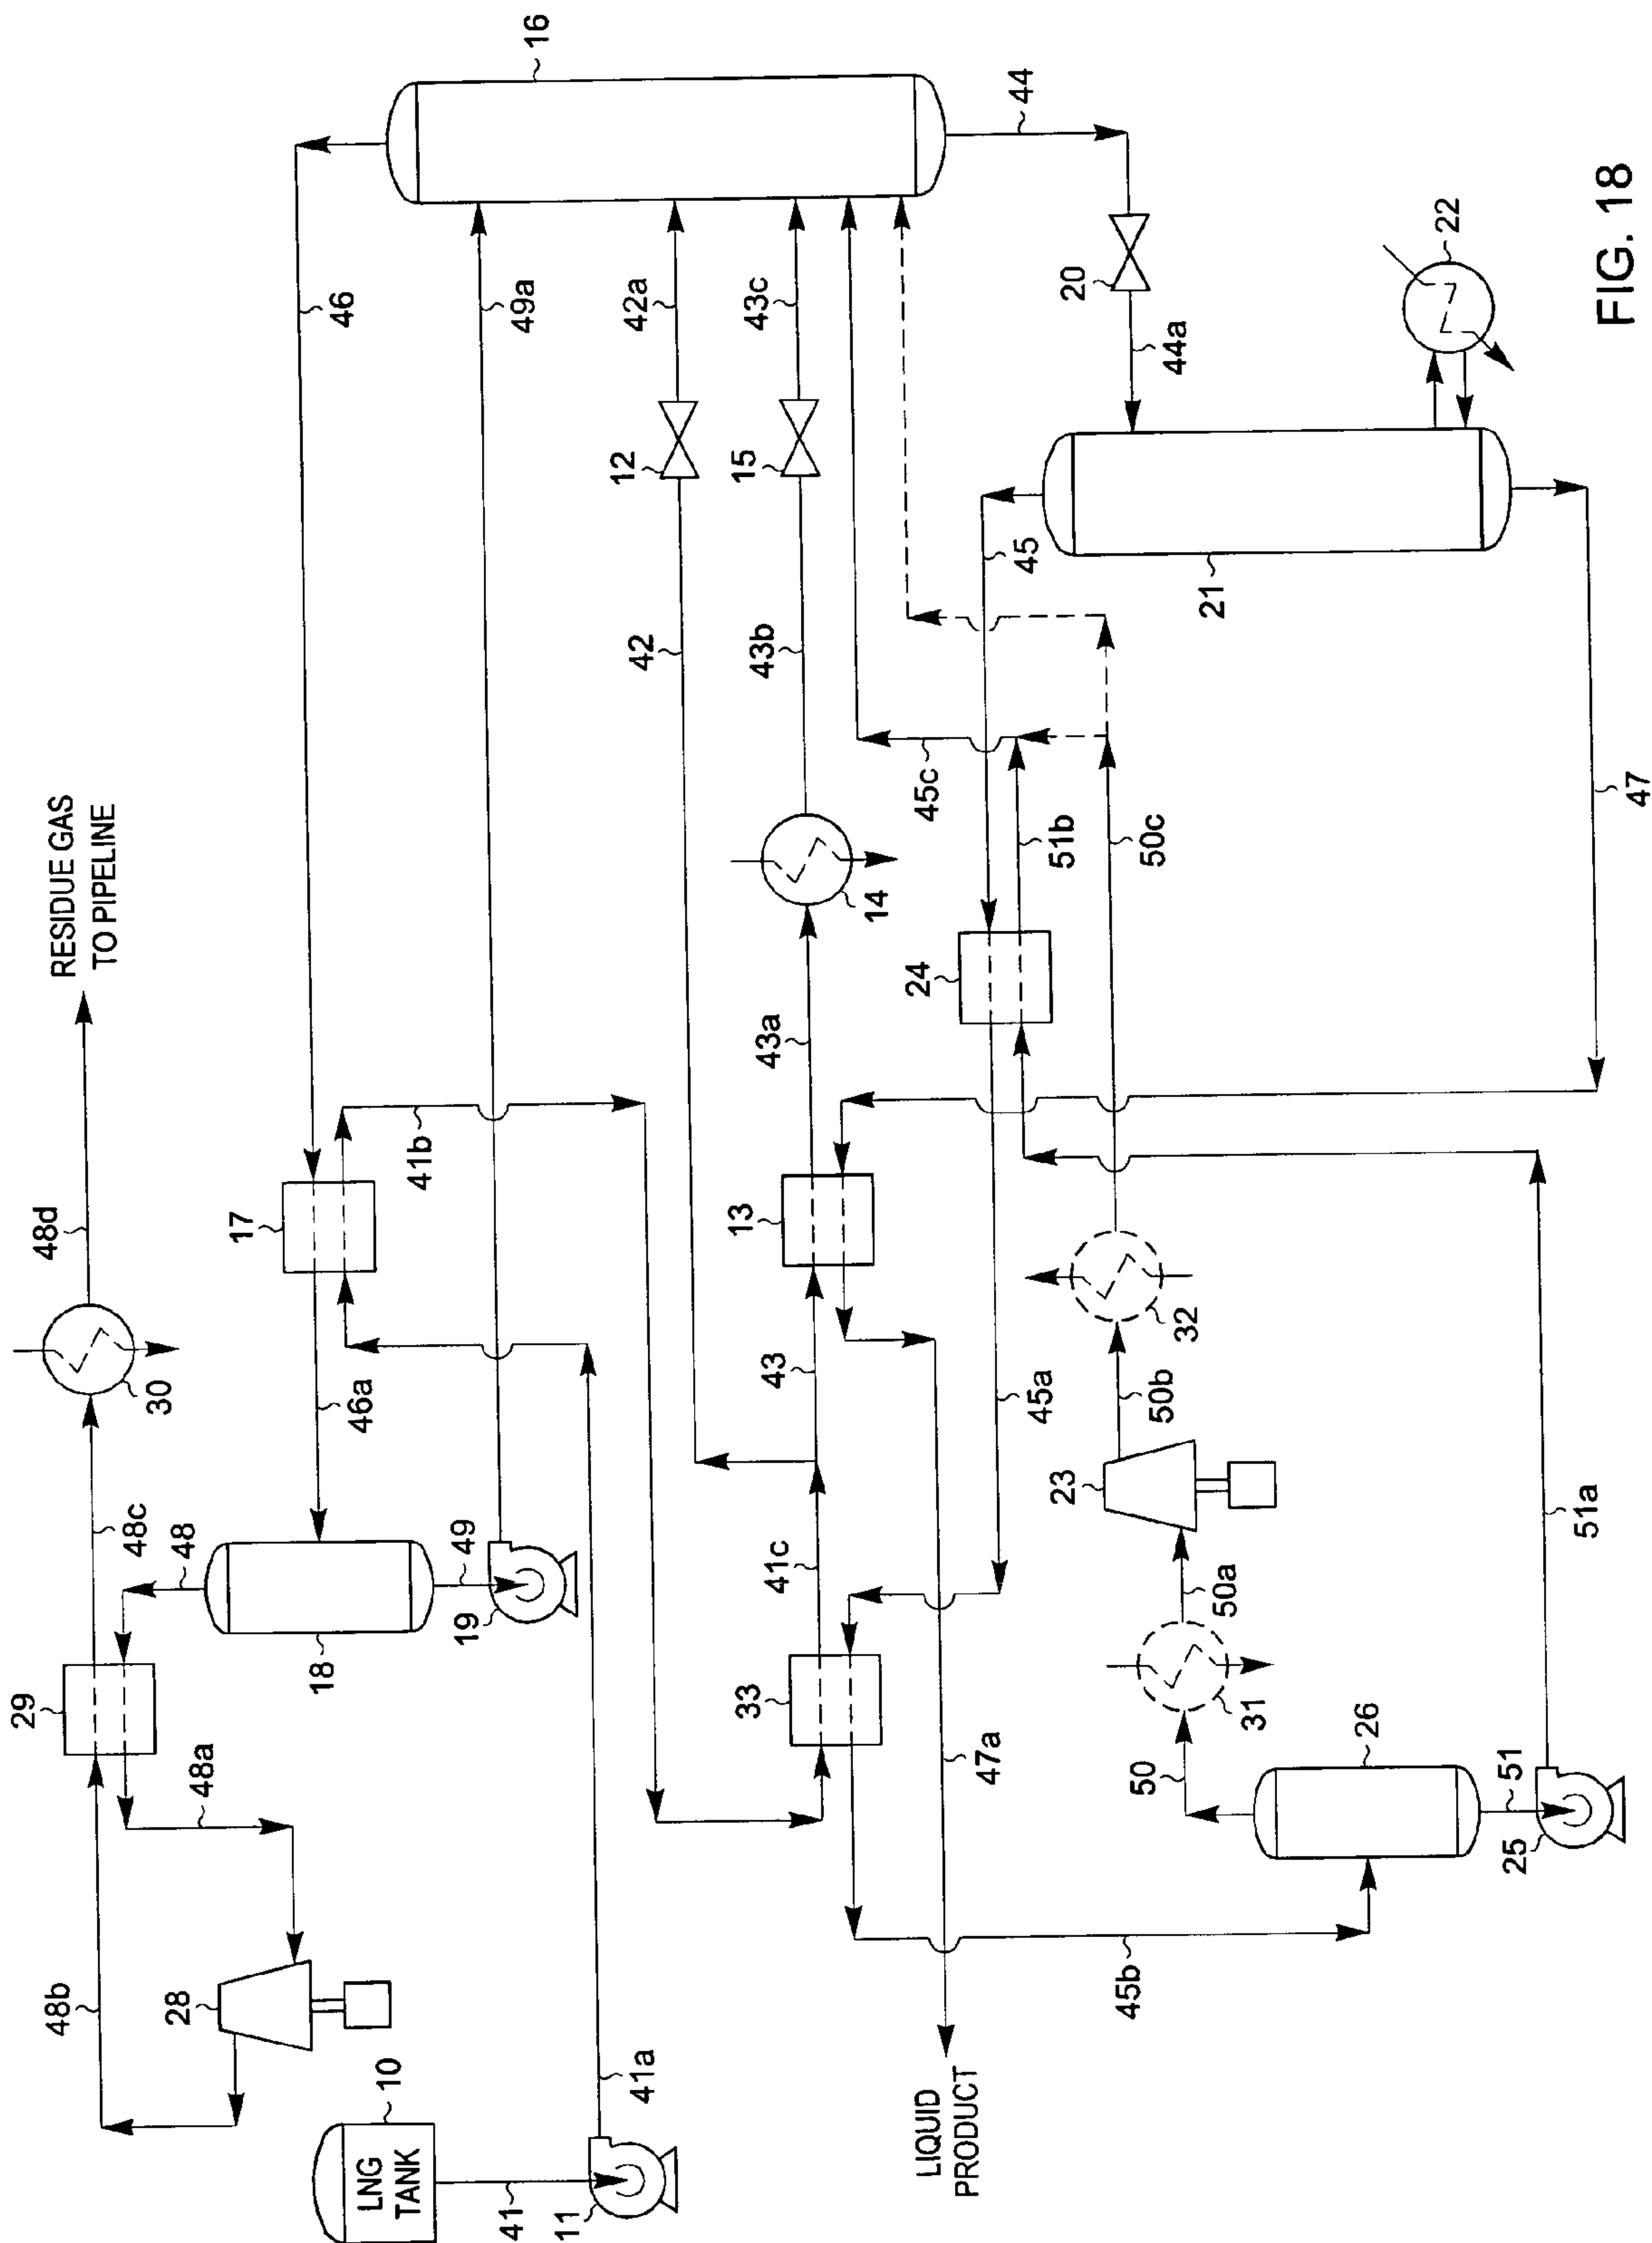 RESIDUE GAS
TO PIPELINE
48d
30
48c
29
48
48a
48b
28
18
49
19
46a
17
46
16
49a
41b
42
12
42a
43b
15
43c
14
43a
13
43
41c
33
LNG
TANK
10
41
11
41a
45
45c
51b
24
50c
45a
32
50b
23
50a
31
50
26
51
25
51a
45b
47a
LIQUID
PRODUCT
44
20
44a
22
21
47
FIG. 18